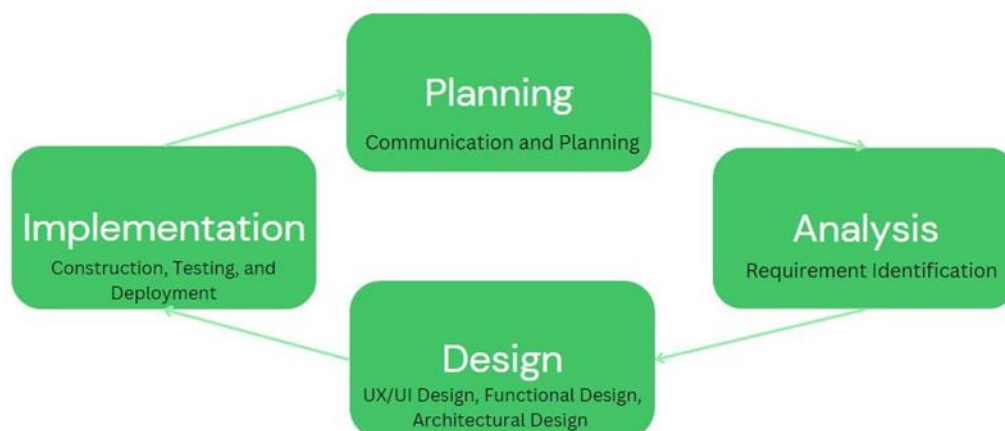 Planning
Communication and Planning
Implementation
Construction, Testing, and
Deployment
Analysis
Requirement Identification
Design
UX/UI Design, Functional Design,
Architectural Design